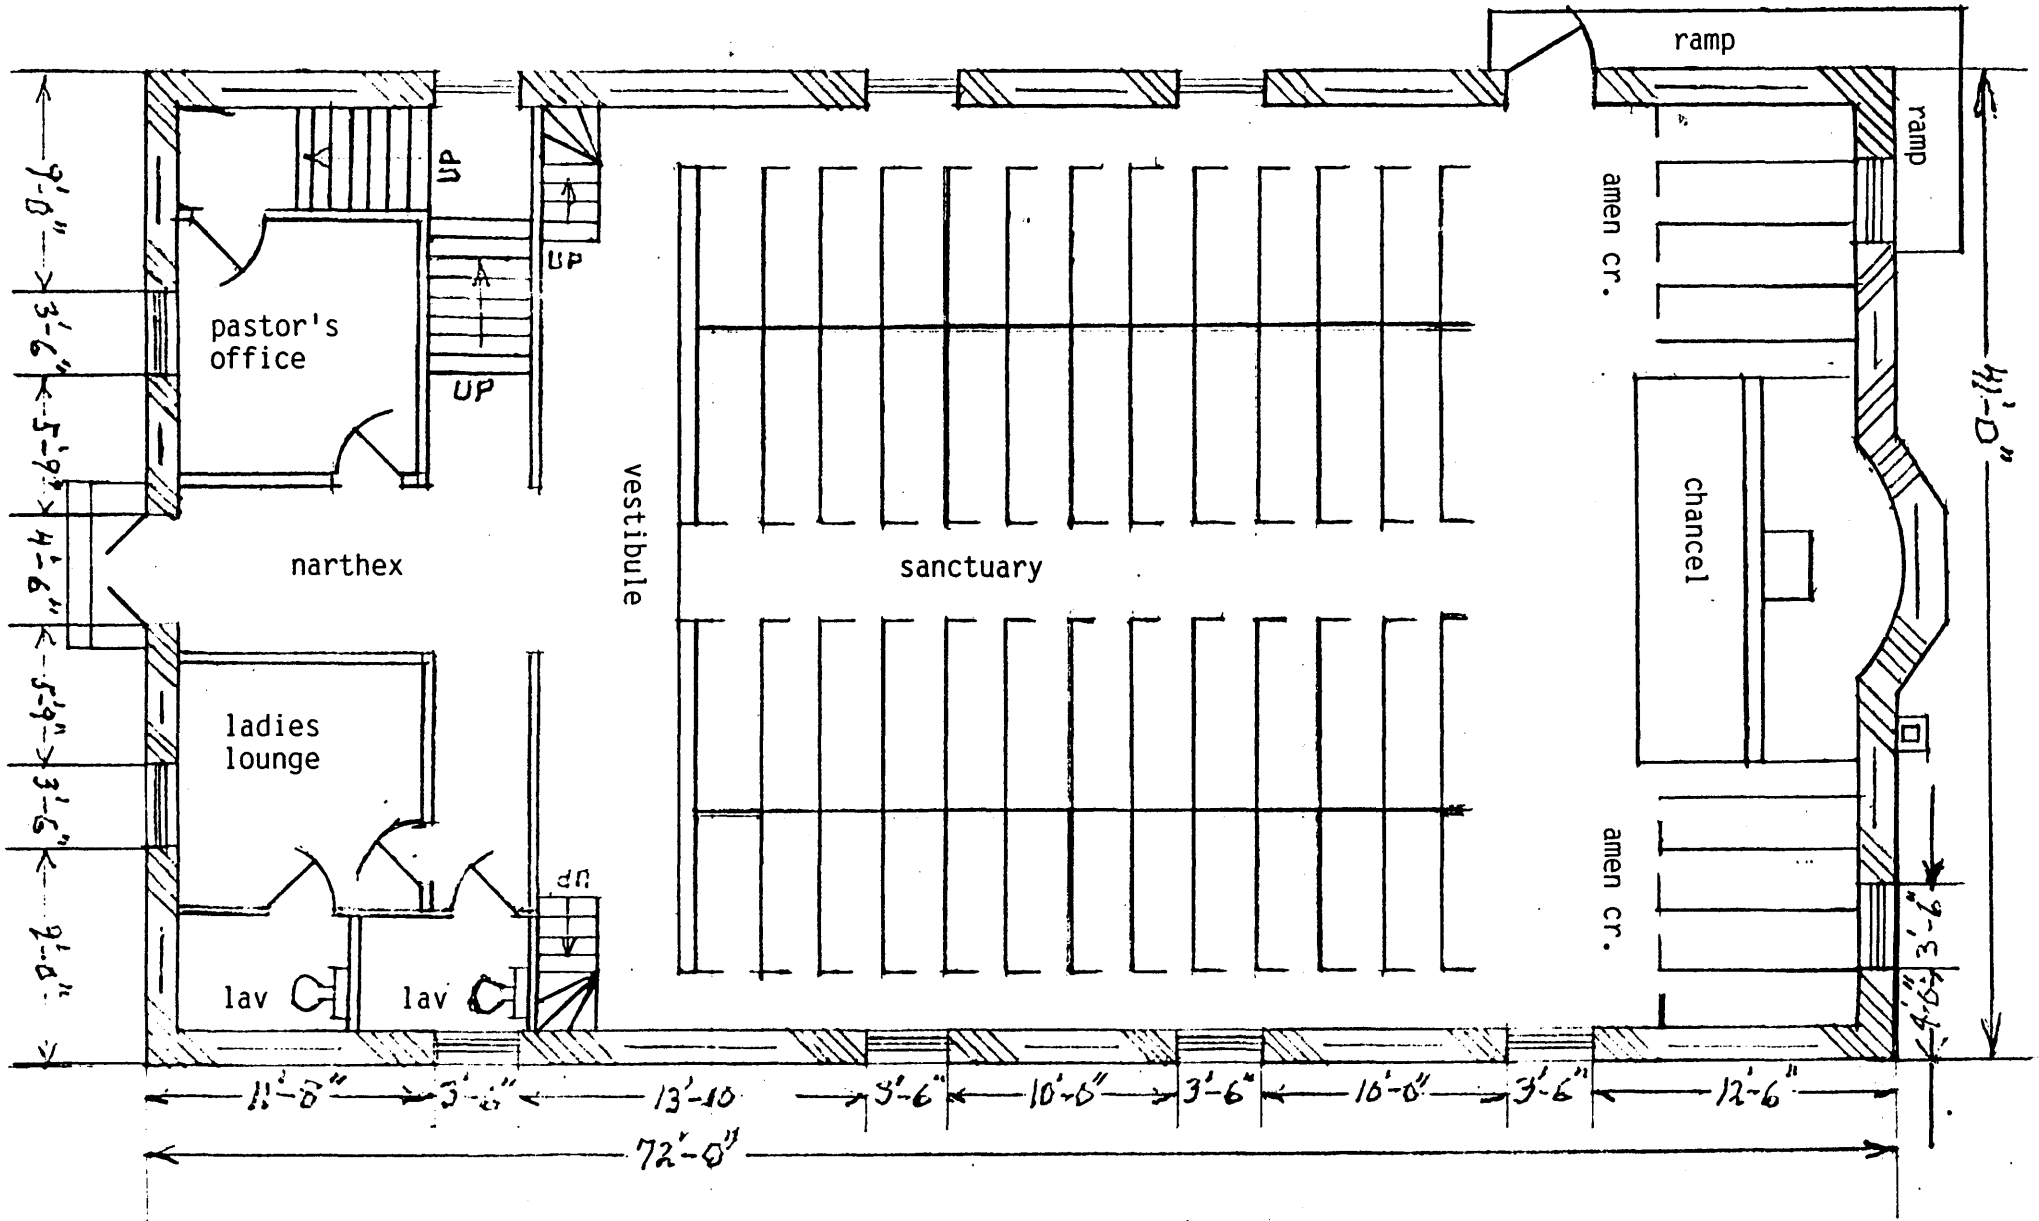 ramp
ramp
amen cr.
UP
UP
UP
pastor's
office
vestibule
narthex
sanctuary
chancel
ladies
lounge
amen cr.
UP
lav
lav
9'-0"
3'-6"
5'-9"
4'-6"
5'-9"
3'-6"
9'-0"
41'-0"
3'-6"
4'-0"
11'-0"
3'-6"
13'-10
3'-6"
10'-0"
3'-6"
10'-0"
3'-6"
12'-6"
72'-0"